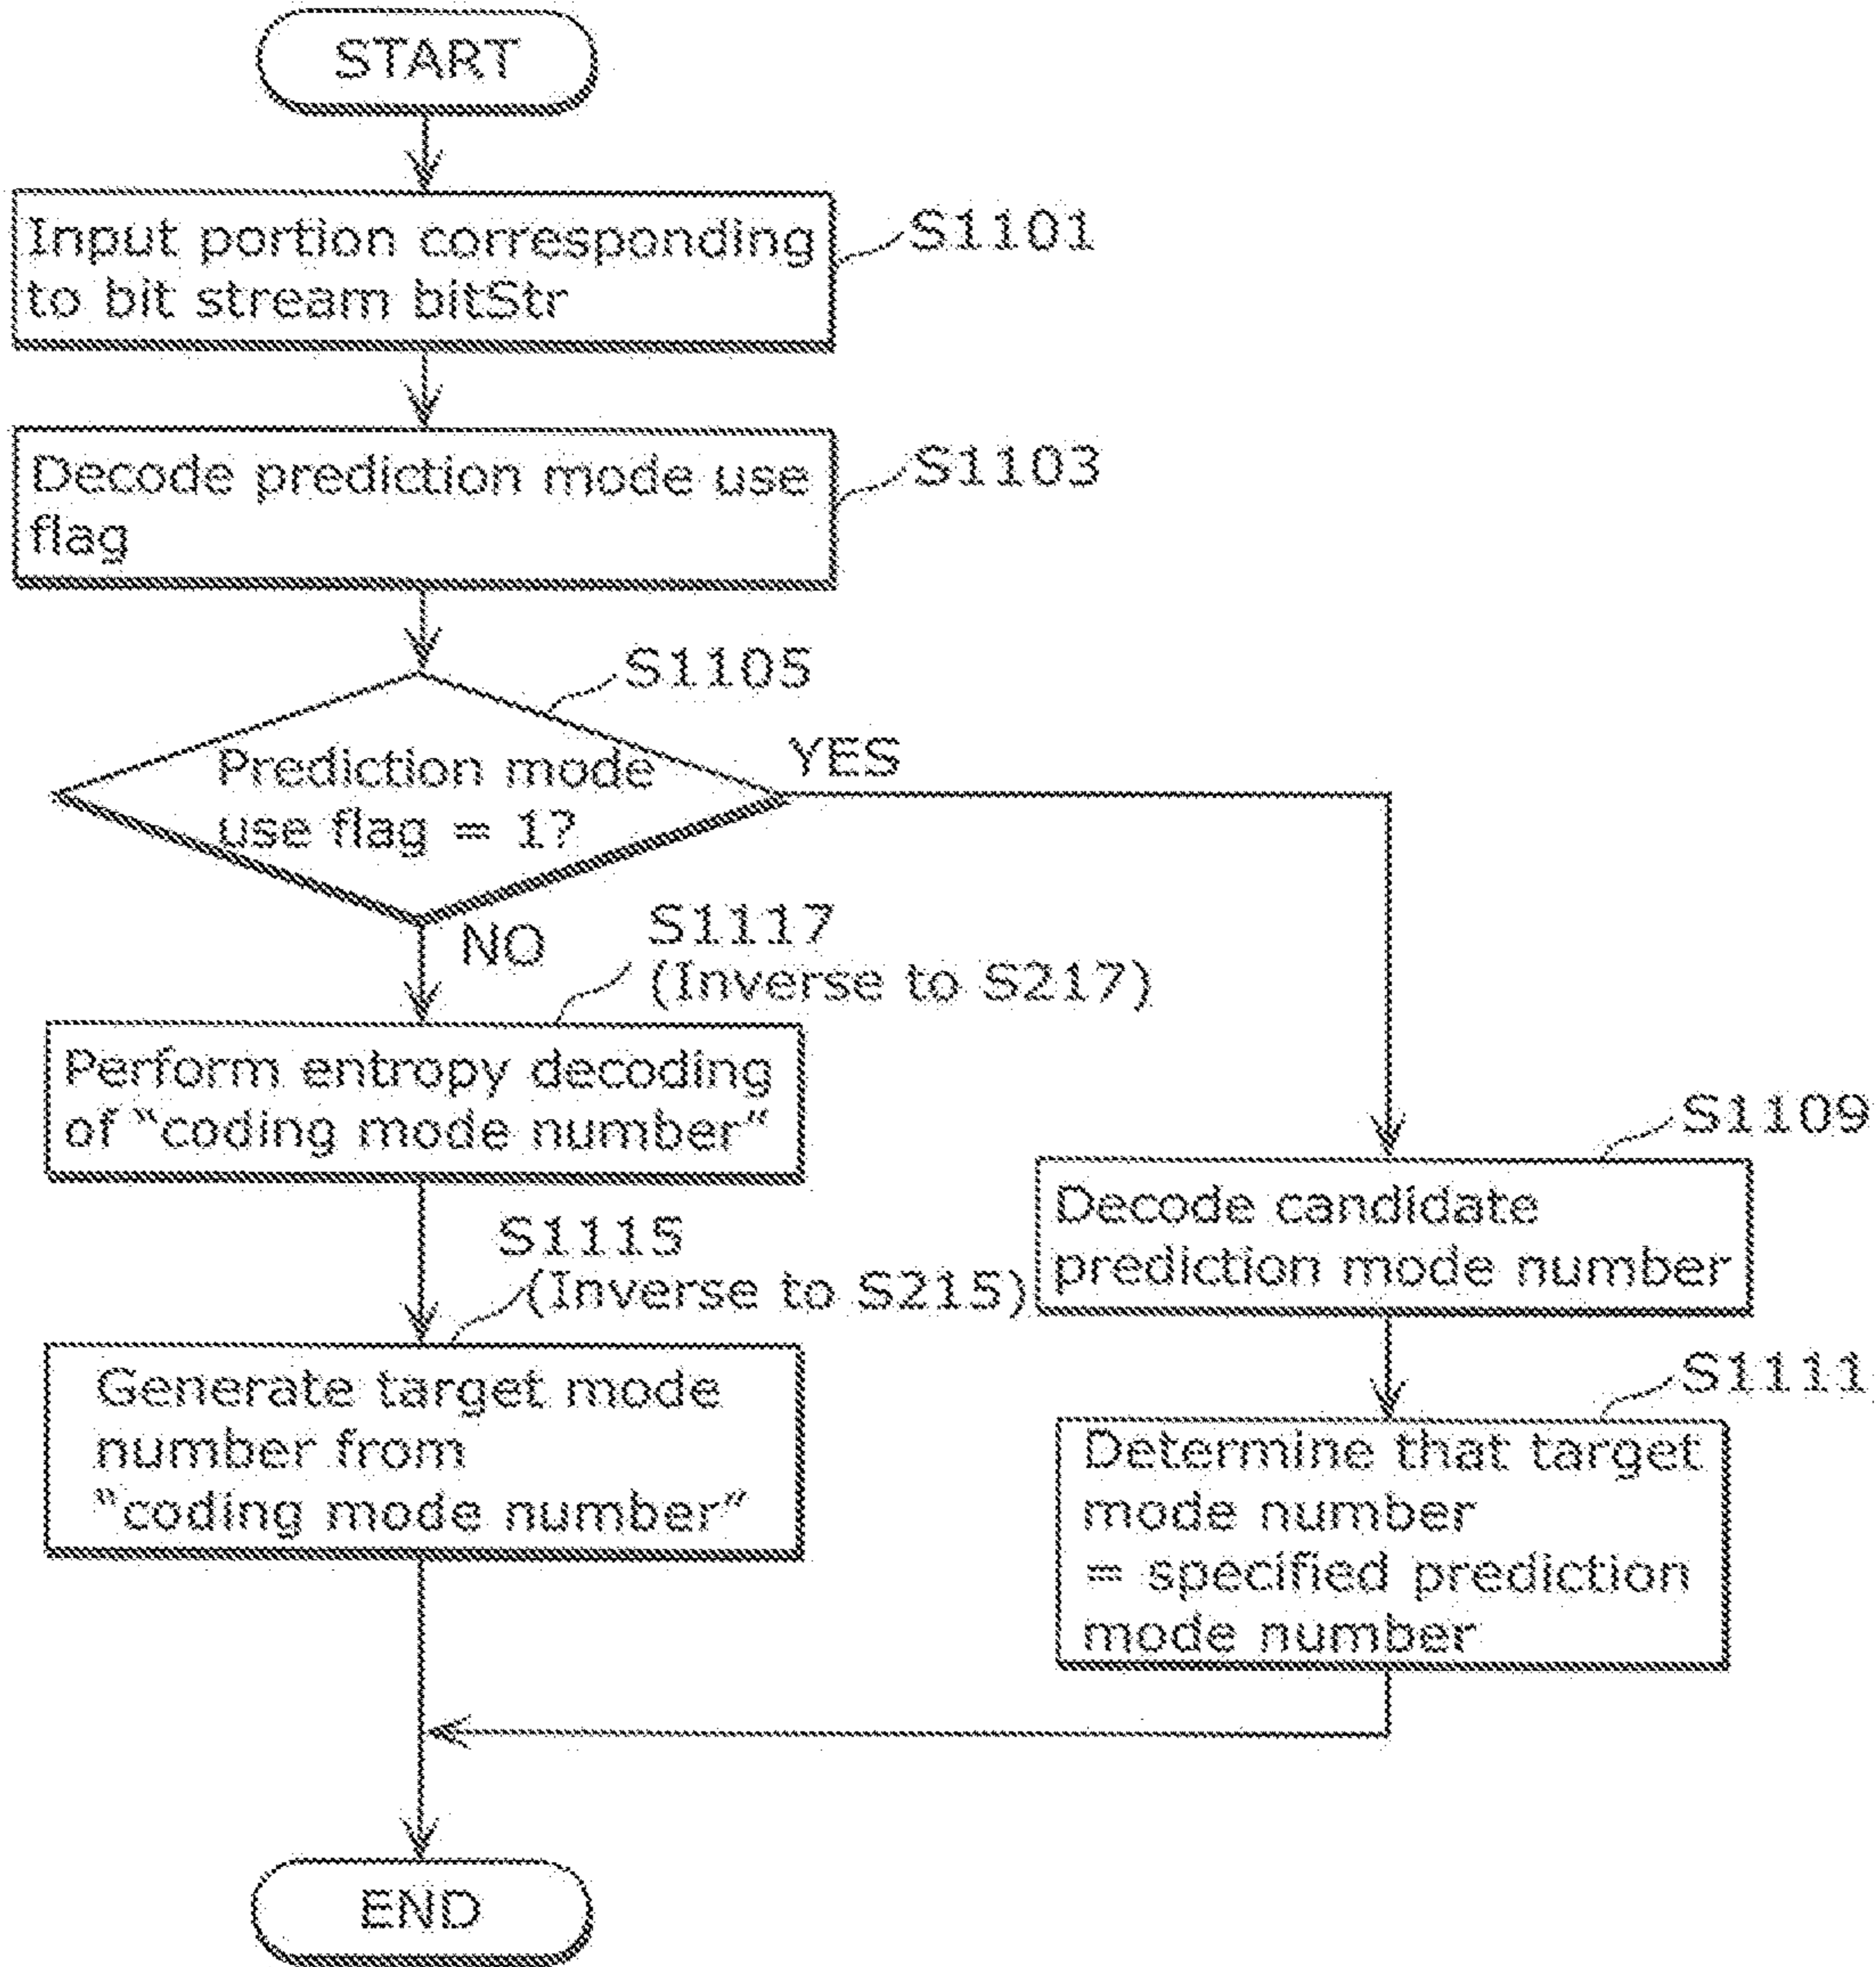 START
Input portion corresponding
to bit stream bitStr
S1101
Decode prediction mode use
flag
S1103
S1105
Prediction mode
use flag = 1?
YES
NO
S1117
(Inverse to S217)
Perform entropy decoding
of “coding mode number”
S1109
Decode candidate
prediction mode number
S1115
(Inverse to S215)
Generate target mode
number from
“coding mode number”
S1111
Determine that target
mode number
= specified prediction
mode number
END